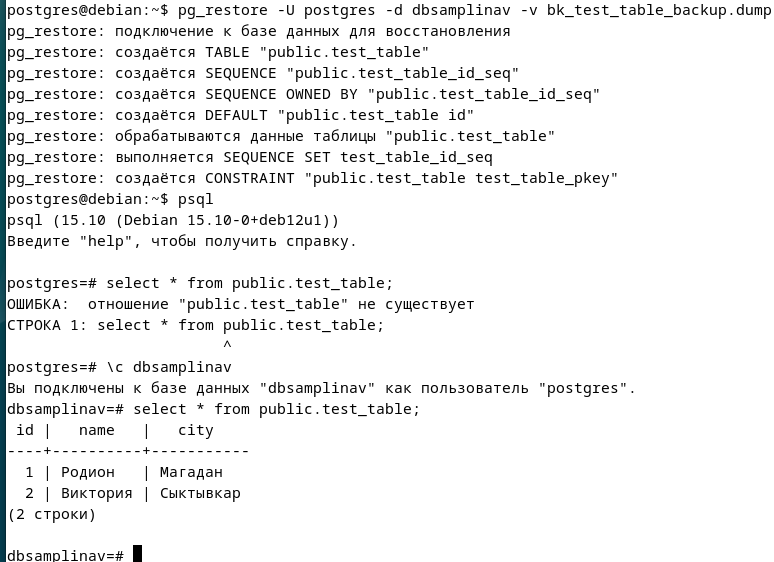 postgres@debian:~$ pg_restore -U postgres -d dbsamplinav -v bk_test_table_backup.dump
pg_restore: подключение к базе данных для восстановления
pg_restore: создаётся TABLE "public.test_table"
pg_restore: создаётся SEQUENCE "public.test_table_id_seq"
pg_restore: создаётся SEQUENCE OWNED BY "public.test_table_id_seq"
pg_restore: создаётся DEFAULT "public.test_table id"
pg_restore: обрабатываются данные таблицы "public.test_table"
pg_restore: выполняется SEQUENCE SET test_table_id_seq
pg_restore: создаётся CONSTRAINT "public.test_table test_table_pkey"
postgres@debian:~$ psql
psql (15.10 (Debian 15.10-0+deb12u1))
Введите "help", чтобы получить справку.
postgres=# select * from public.test_table;
ОШИБКА:  отношение "public.test_table" не существует
СТРОКА 1: select * from public.test_table;
                        ^
postgres=# \c dbsamplinav
Вы подключены к базе данных "dbsamplinav" как пользователь "postgres".
dbsamplinav=# select * from public.test_table;
 id |   name   |   city
----+----------+-----------
  1 | Родион   | Магадан
  2 | Виктория | Сыктывкар
(2 строки)
dbsamplinav=#